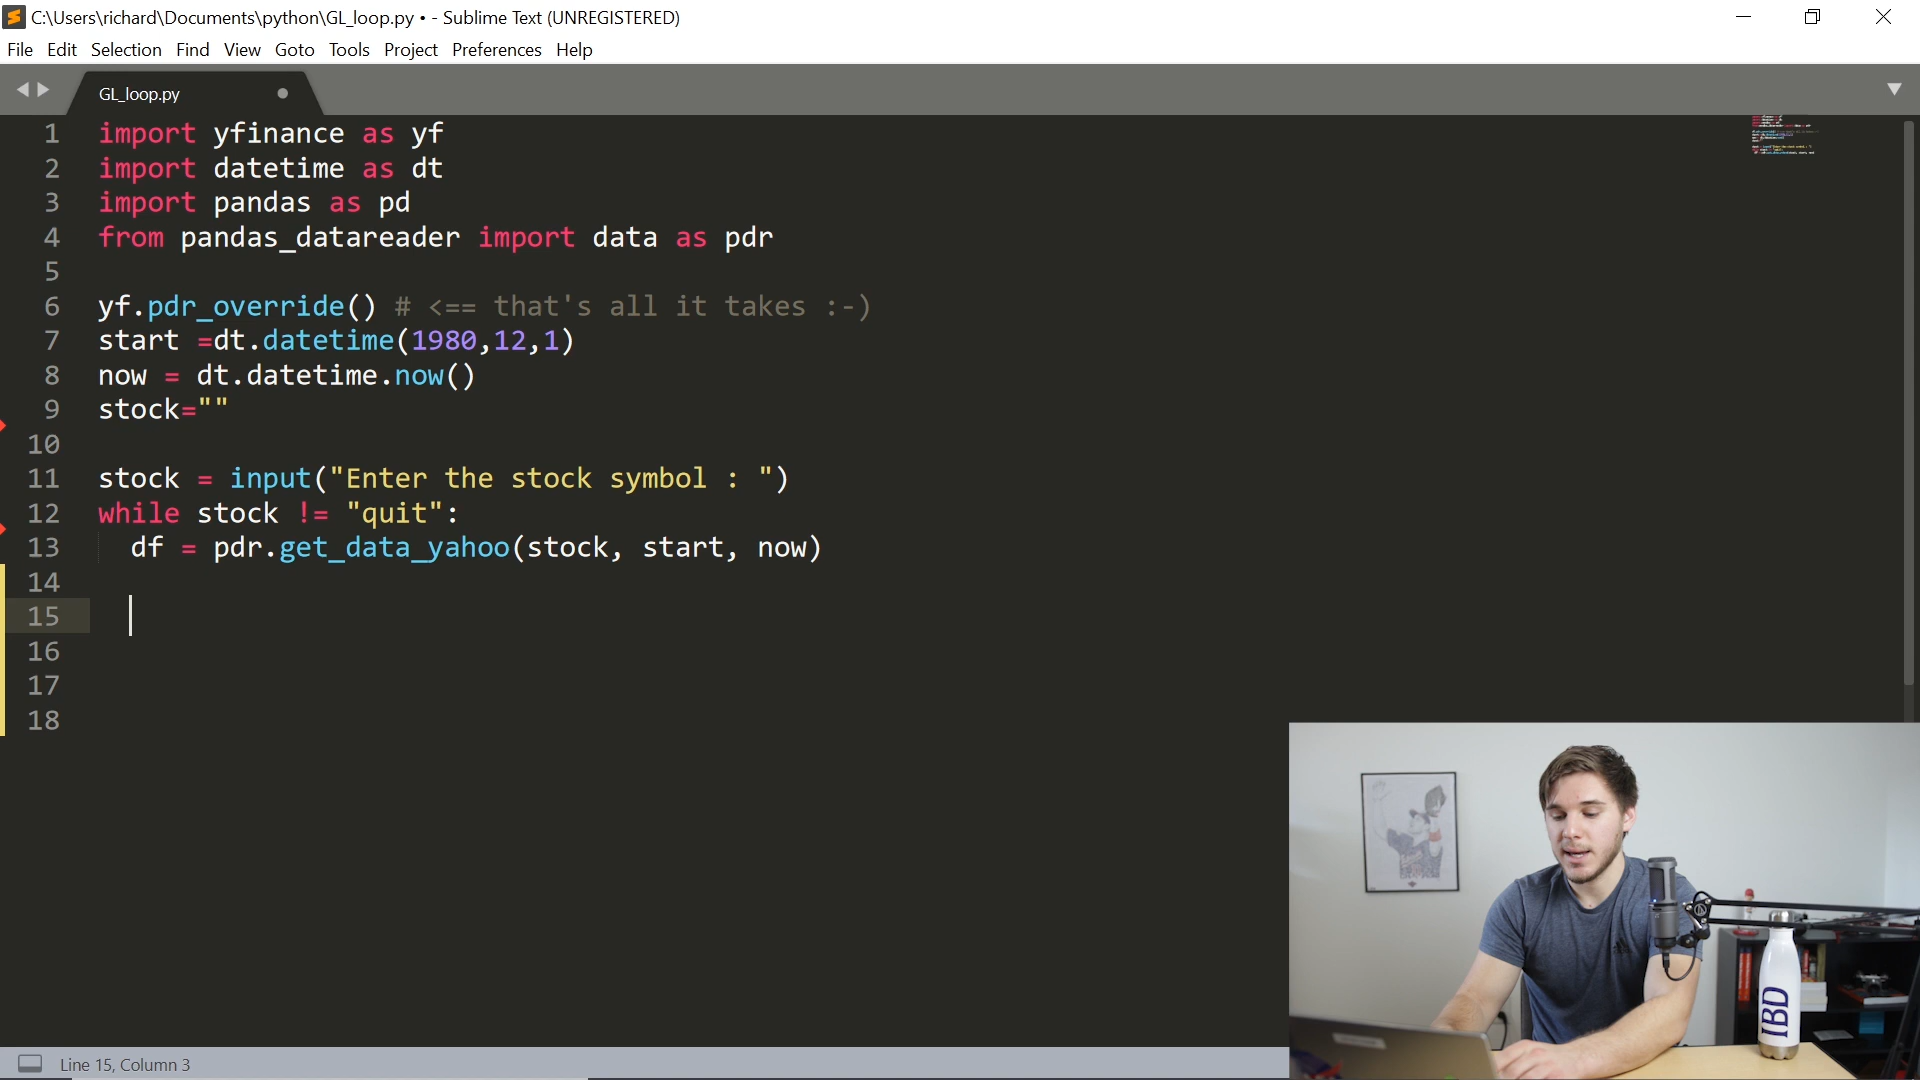 C:\Users\richard\Documents\python\GL_loop.py • - Sublime Text (UNREGISTERED)
File Edit Selection Find View Goto Tools Project Preferences Help
GL_loop.py
1 import yfinance as yf
2 import datetime as dt
3 import pandas as pd
4 from pandas_datareader import data as pdr
5
6 yf.pdr_override() # <== that's all it takes :-)
7 start =dt.datetime(1980,12,1)
8 now = dt.datetime.now()
9 stock=""
10
11 stock = input("Enter the stock symbol : ")
12 while stock != "quit":
13 df = pdr.get_data_yahoo(stock, start, now)
14
15
16
17
18
IBD
Line 15, Column 3